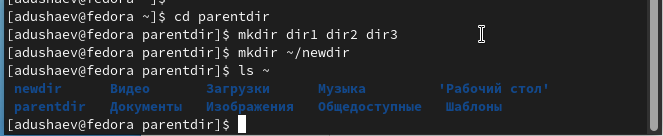 [adushaev@fedora ~]$ cd parentdir
[adushaev@fedora parentdir]$ mkdir dir1 dir2 dir3
[adushaev@fedora parentdir]$ mkdir ~/newdir
[adushaev@fedora parentdir]$ ls ~
newdir Видео Загрузки Музыка 'Рабочий стол'
parentdir Документы Изображения Общедоступные Шаблоны
[adushaev@fedora parentdir]$